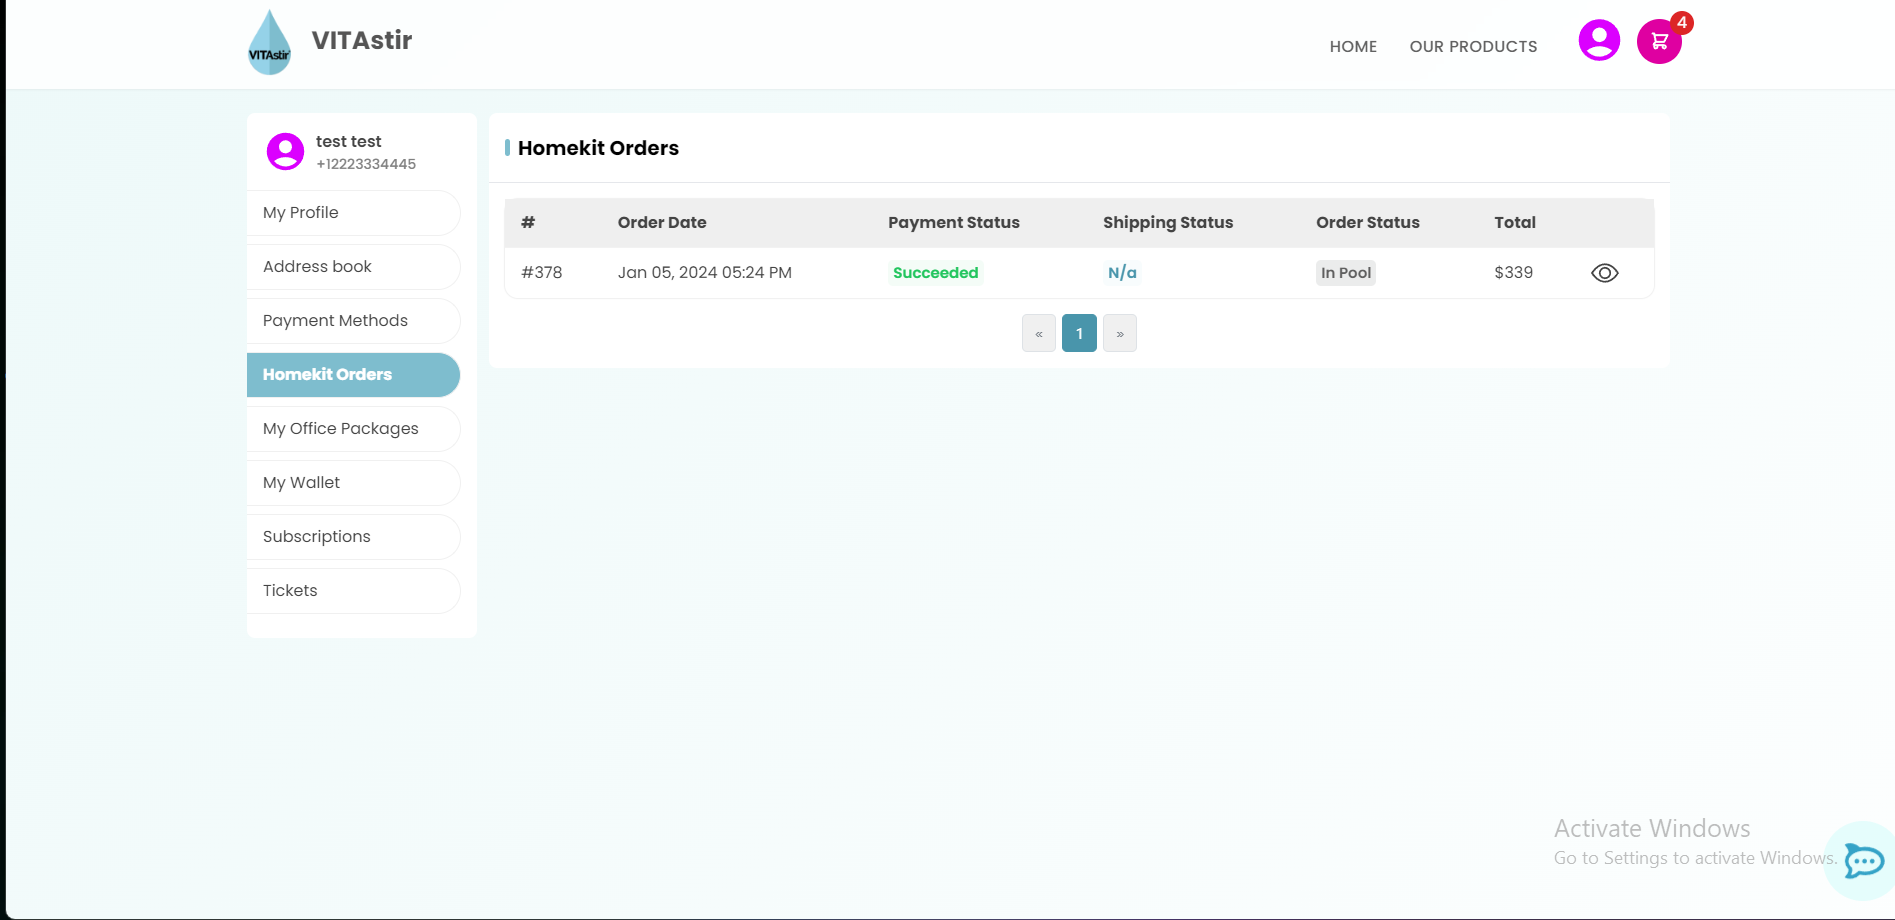 VITAstir
VITAstir
HOME OUR PRODUCTS 4
test test
+12223334445
My Profile
Address book
Payment Methods
Homekit Orders
My Office Packages
My Wallet
Subscriptions
Tickets
Homekit Orders
# Order Date Payment Status Shipping Status Order Status Total
#378 Jan 05, 2024 05:24 PM Succeeded N/a In Pool $339
« 1 »
Activate Windows
Go to Settings to activate Windows.